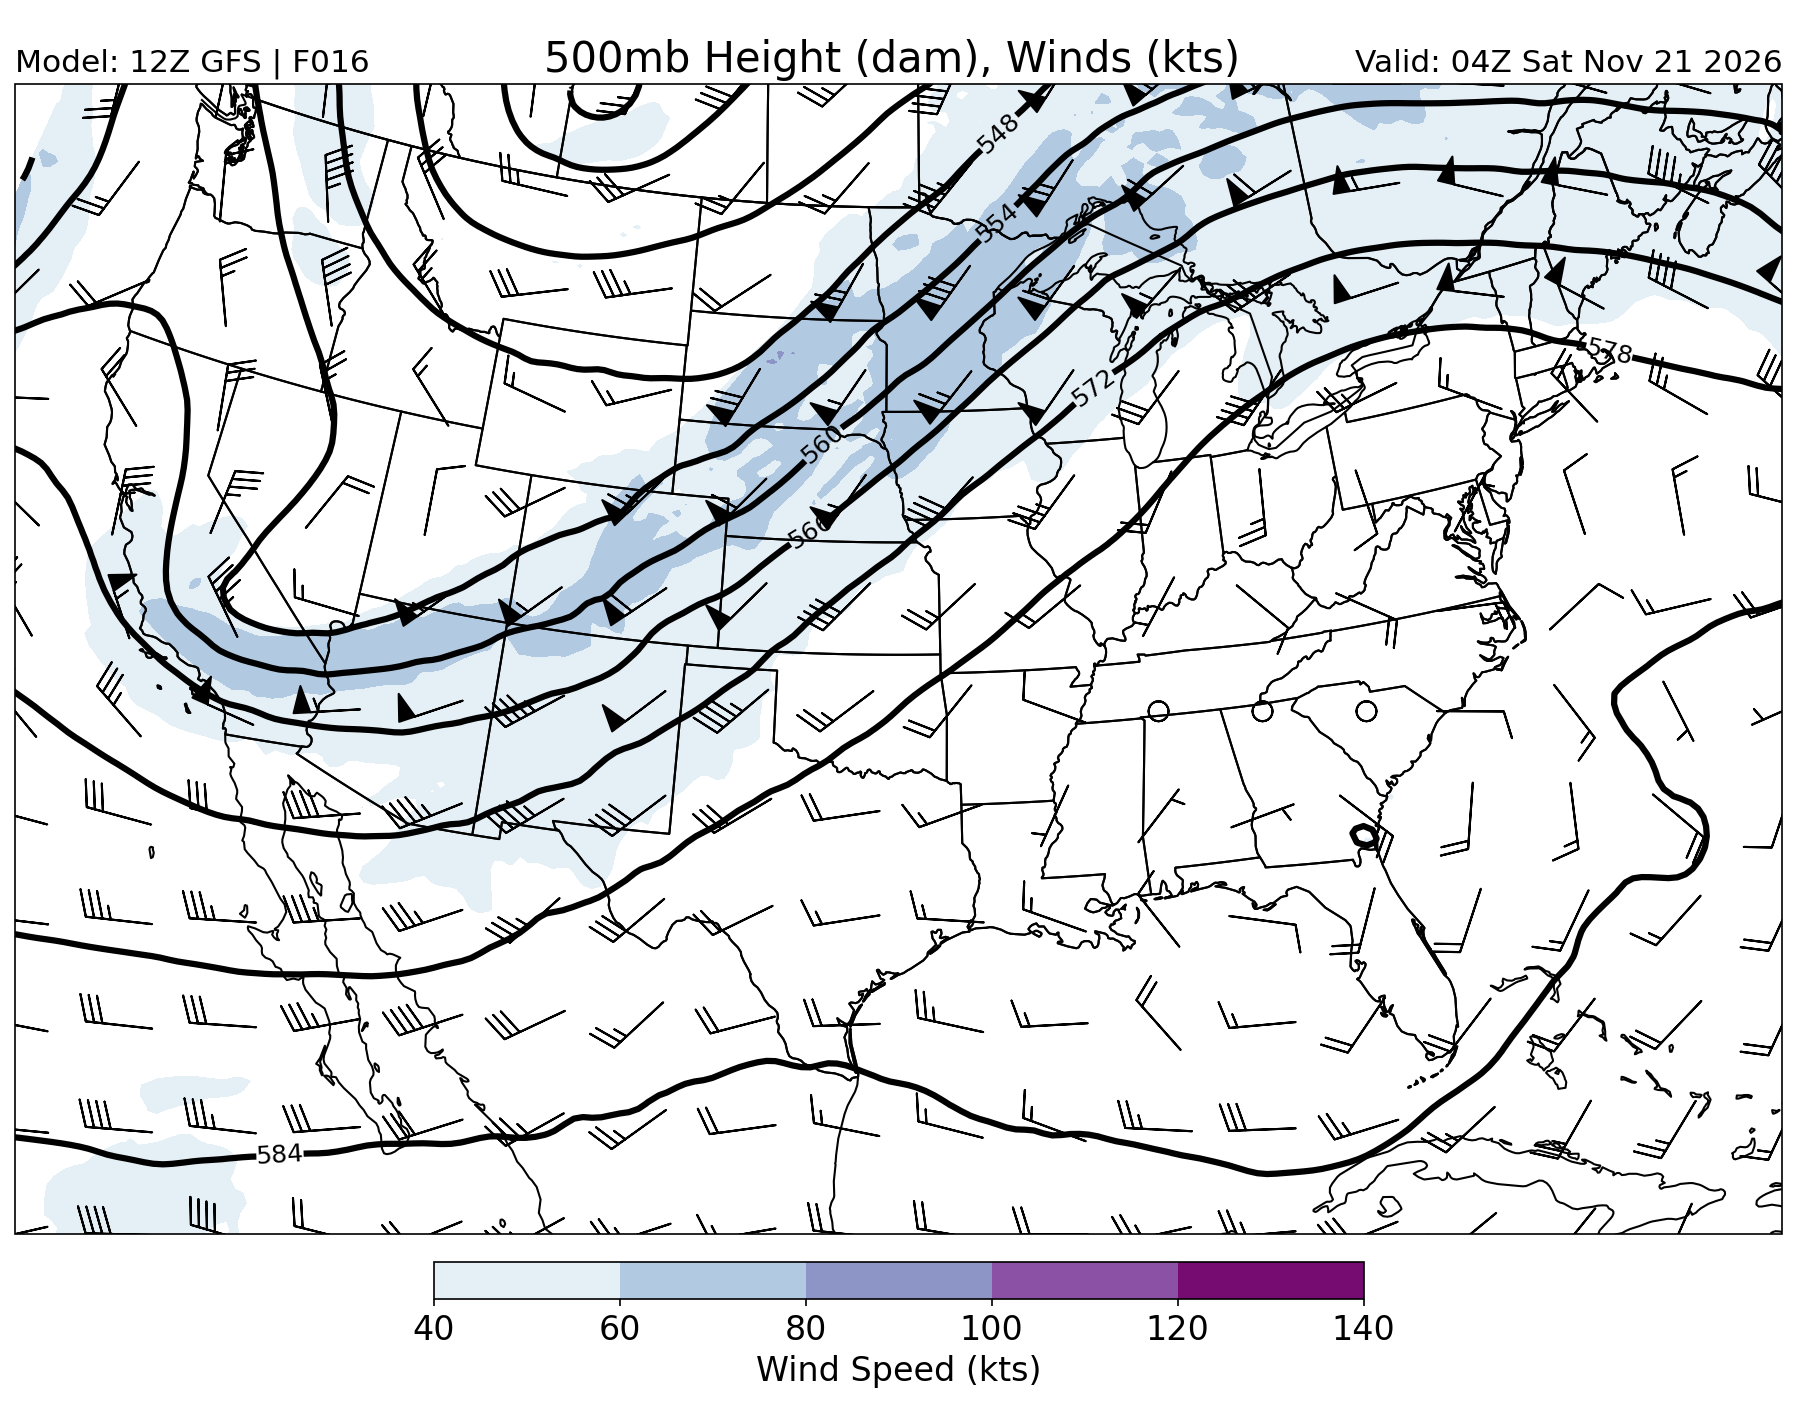 Model: 12Z GFS | F016
500mb Height (dam), Winds (kts)
Valid: 04Z Sat Nov 21 2026
548
554
578
572
560
566
584
40 60 80 100 120 140
Wind Speed (kts)